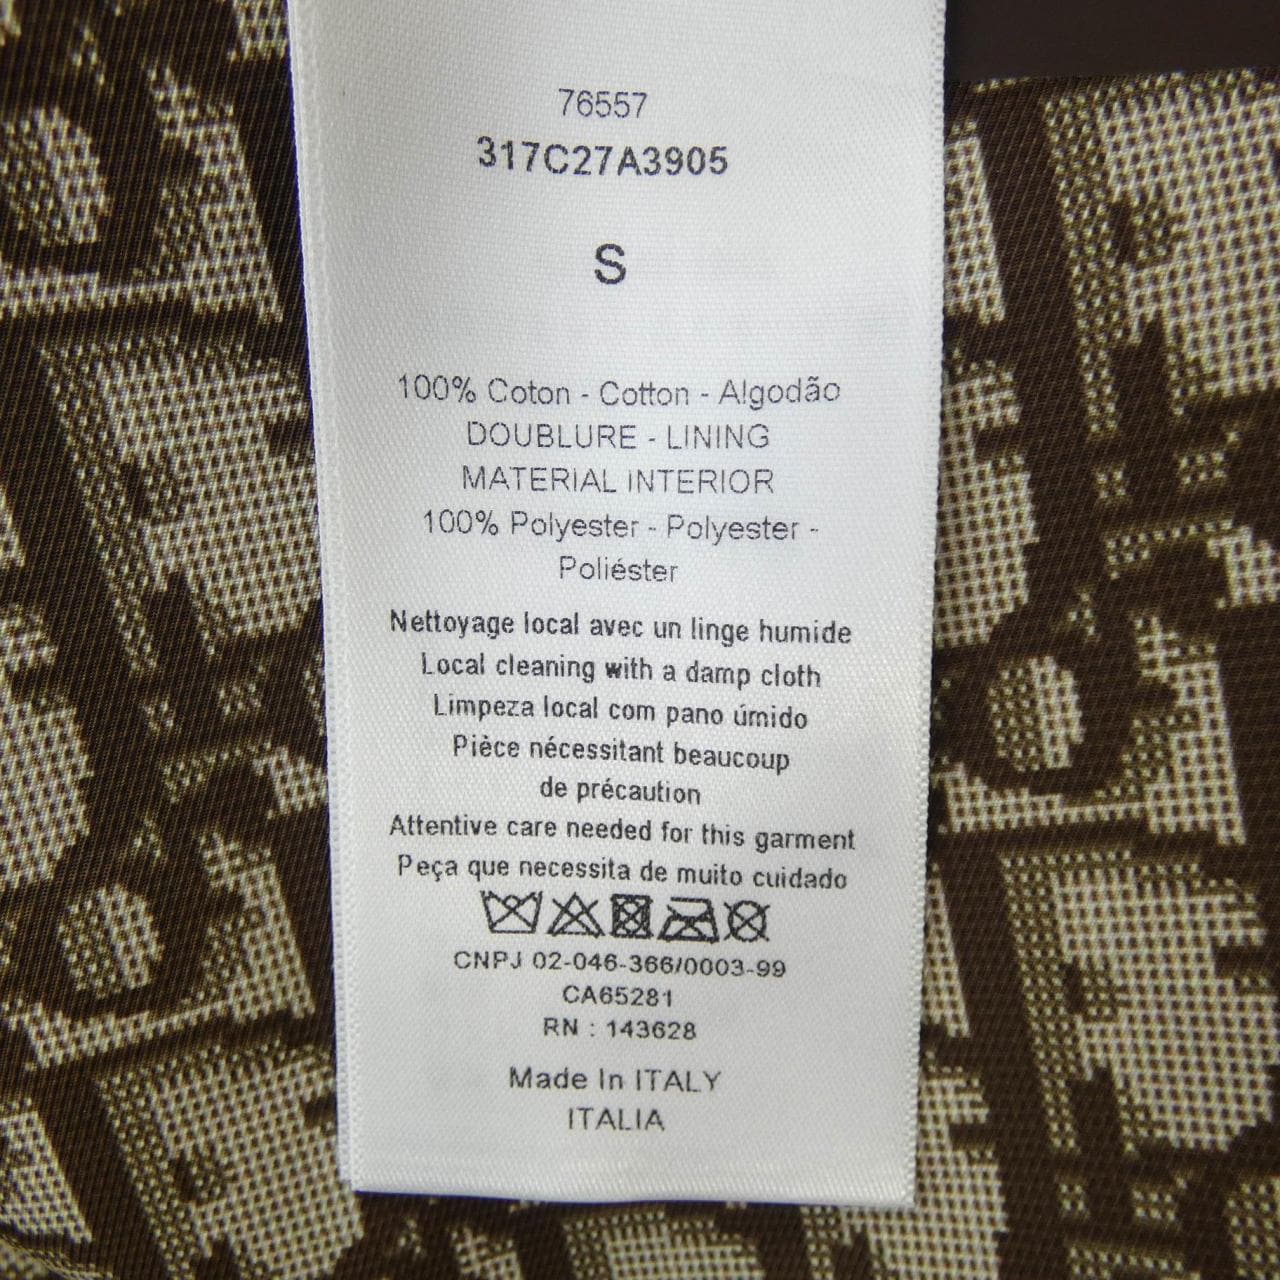 76557
317C27A3905
S
100% Coton - Cotton - Algodão
DOUBLURE - LINING
MATERIAL INTERIOR
100% Polyester - Polyester -
Poliéster
Nettoyage local avec un linge humide
Local cleaning with a damp cloth
Limpeza local com pano úmido
Pièce nécessitant beaucoup
de précaution
Attentive care needed for this garment
Peça que necessita de muito cuidado
CNPJ 02-046-366/0003-99
CA65281
RN : 143628
Made In ITALY
ITALIA